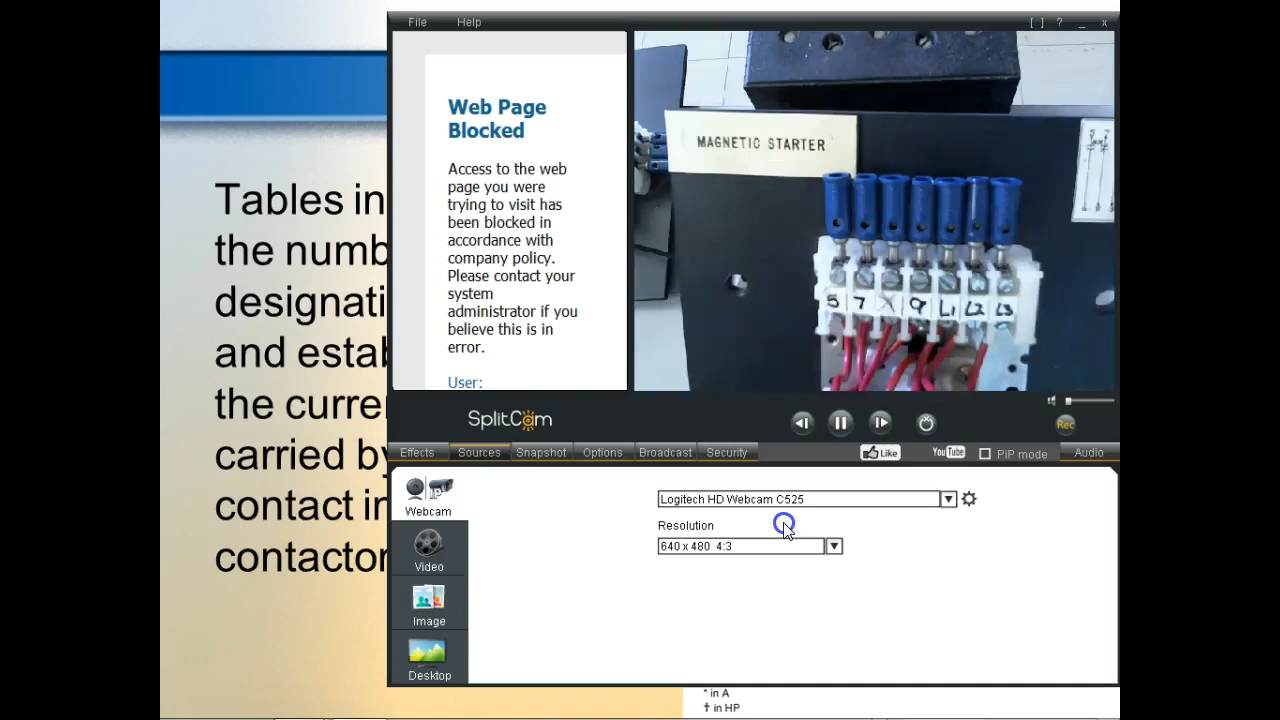 File Help [ ] ? _ x
Tables in
the numb
designati
and estab
the curren
carried by
contact in
contactor
Web Page
Blocked
Access to the web
page you were
trying to visit has
been blocked in
accordance with
company policy.
Please contact your
system
administrator if you
believe this is in
error.
User:
MAGNETIC STARTER
5 7 X 9 L1 L2 L3
SplitCam
Rec
Effects Sources Snapshot Options Broadcast Security Like YouTube PiP mode Audio
Webcam
Video
Image
Desktop
Logitech HD Webcam C525
Resolution
640 x 480 4:3
* in A
† in HP